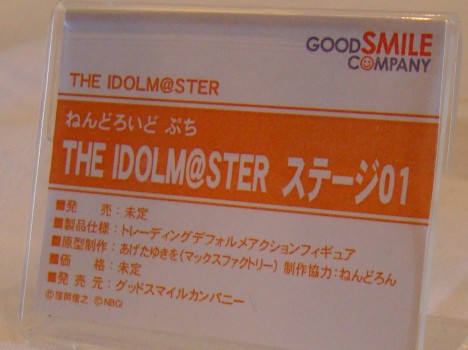 GOODSMILE
COMPANY
THE IDOLM@STER
ねんどろいど ぷち
THE IDOLM@STER ステージ01
■発　売：未定
■製品仕様：トレーディングデフォルメアクションフィギュア
■原型制作：あげたゆきを(マックスファクトリー) 制作協力：ねんどろん
■価　格：未定
■発 売 元：グッドスマイルカンパニー
©窪岡俊之 ©NBGI